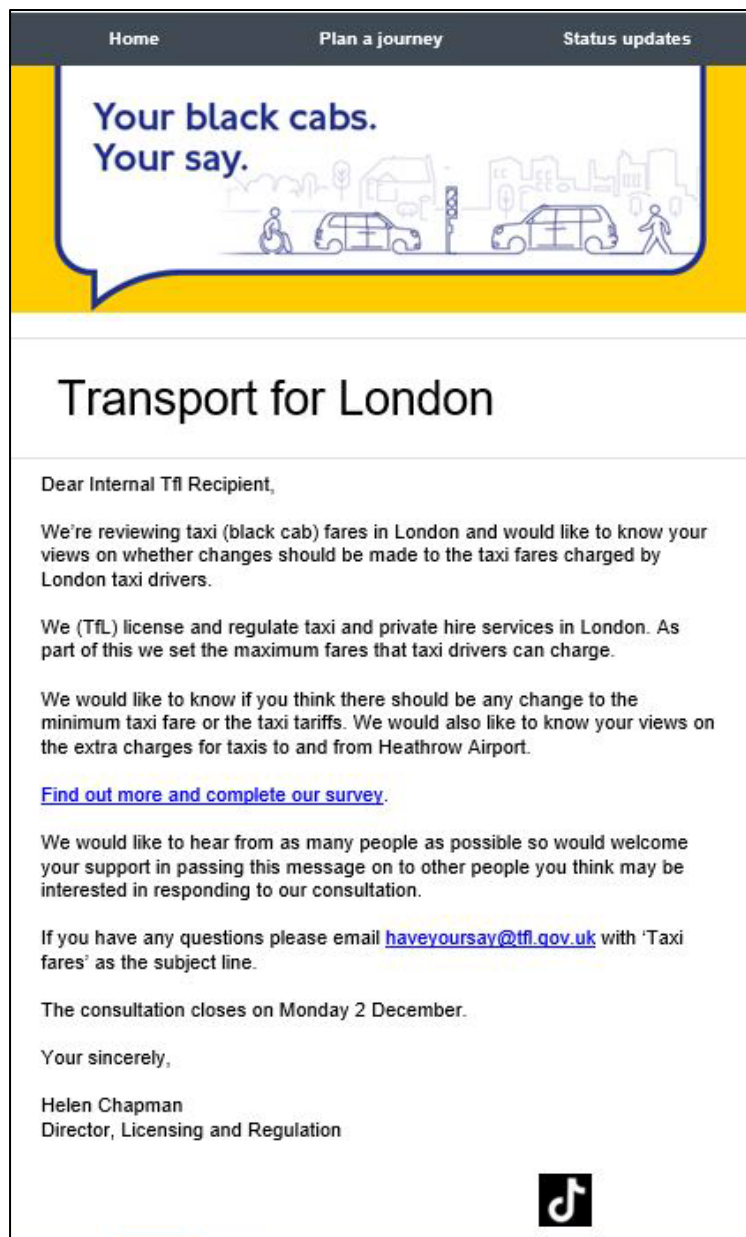 Home Plan a journey Status updates
Your black cabs.
Your say.
Transport for London
Dear Internal Tfl Recipient,
We're reviewing taxi (black cab) fares in London and would like to know your
views on whether changes should be made to the taxi fares charged by
London taxi drivers.
We (TfL) license and regulate taxi and private hire services in London. As
part of this we set the maximum fares that taxi drivers can charge.
We would like to know if you think there should be any change to the
minimum taxi fare or the taxi tariffs. We would also like to know your views on
the extra charges for taxis to and from Heathrow Airport.
Find out more and complete our survey.
We would like to hear from as many people as possible so would welcome
your support in passing this message on to other people you think may be
interested in responding to our consultation.
If you have any questions please email haveyoursay@tfl.gov.uk with ‘Taxi
fares’ as the subject line.
The consultation closes on Monday 2 December.
Your sincerely,
Helen Chapman
Director, Licensing and Regulation